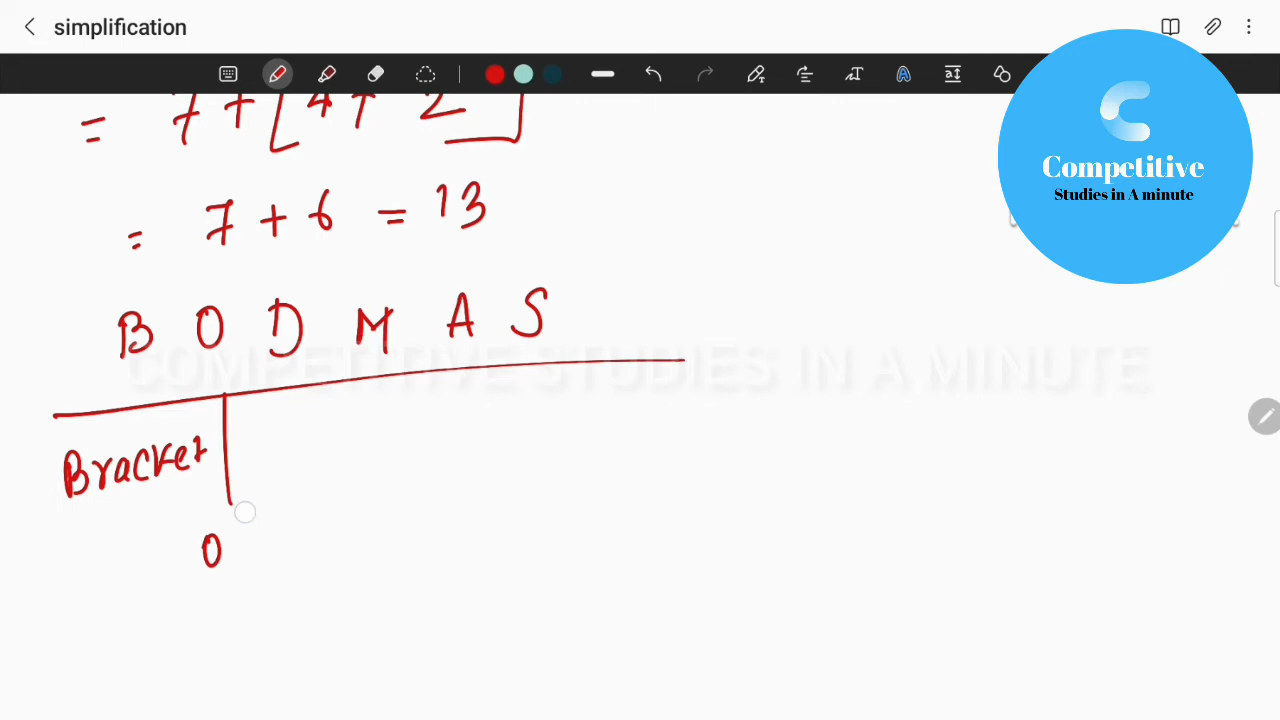 simplification
Competitive
Studies in A minute
= 7 + [ 4 + 2 ]
= 7 + 6 = 13
B O D M A S
COMPETITIVE STUDIES IN A MINUTE
Bracket
O